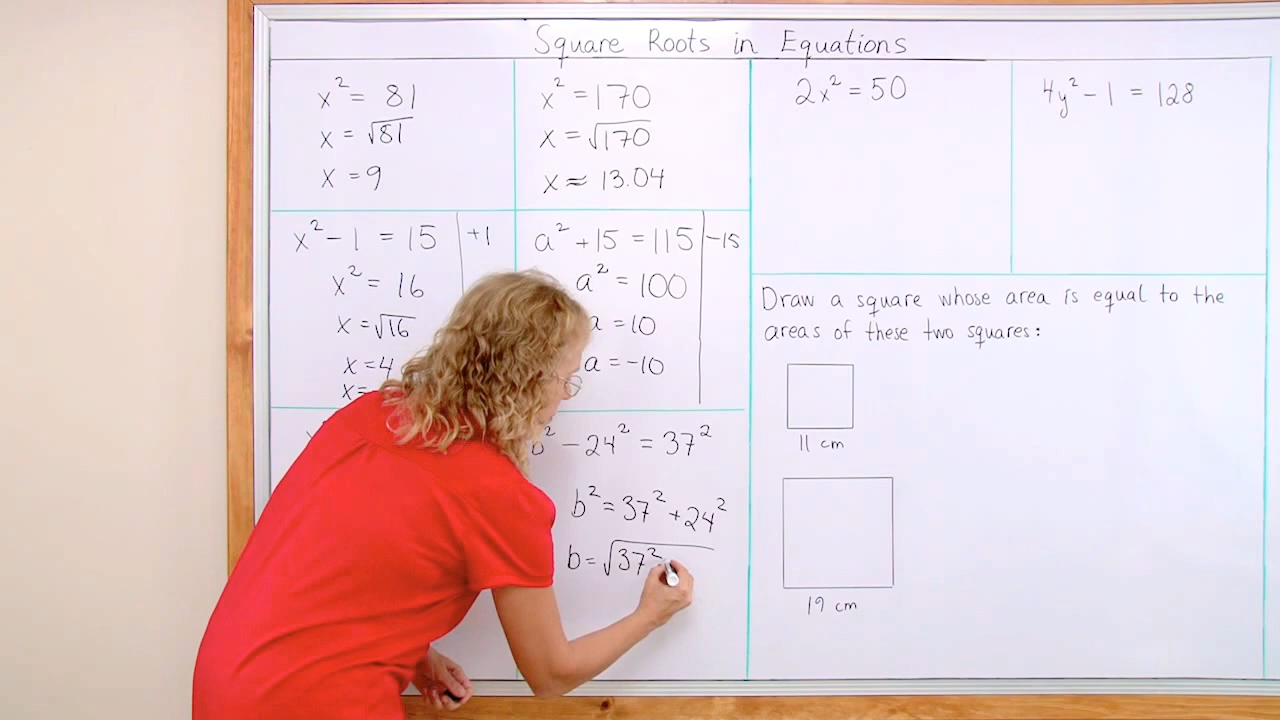 Square Roots in Equations
x² = 81
x = √81
x = 9
x² = 170
x = √170
x ≈ 13.04
2x² = 50
4y² − 1 = 128
x² − 1 = 15 | +1
x² = 16
x = √16
x = 4
x =
a² + 15 = 115 | −15
a² = 100
a = 10
a = −10
b² − 24² = 37²
b² = 37² + 24²
b = √37²
Draw a square whose area is equal to the
areas of these two squares:
11 cm
19 cm